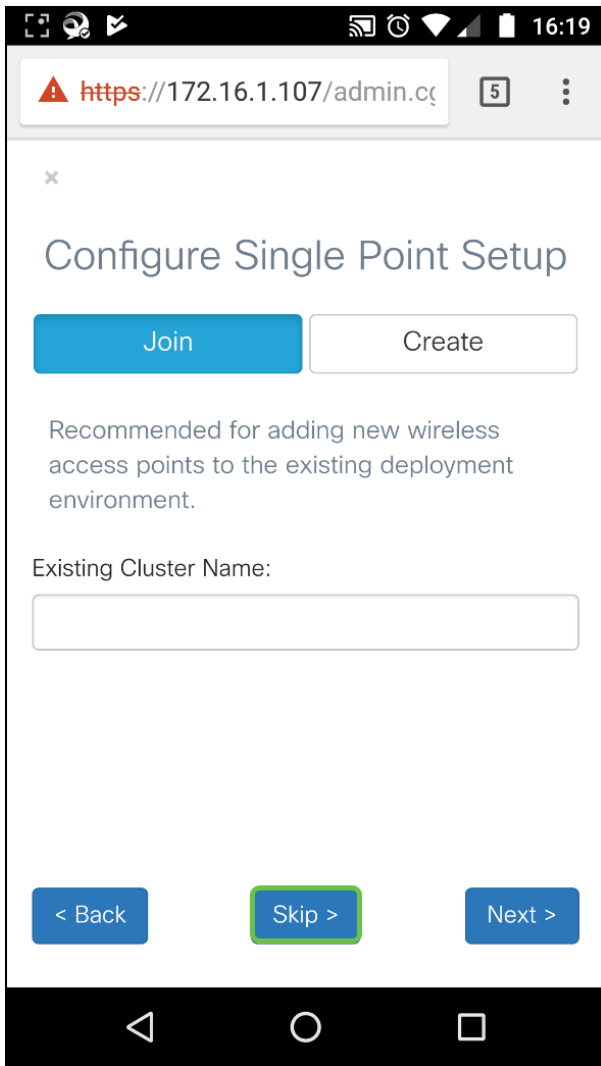 16:19
https://172.16.1.107/admin.cg
5
×
Configure Single Point Setup
Join
Create
Recommended for adding new wireless
access points to the existing deployment
environment.
Existing Cluster Name:
< Back
Skip >
Next >